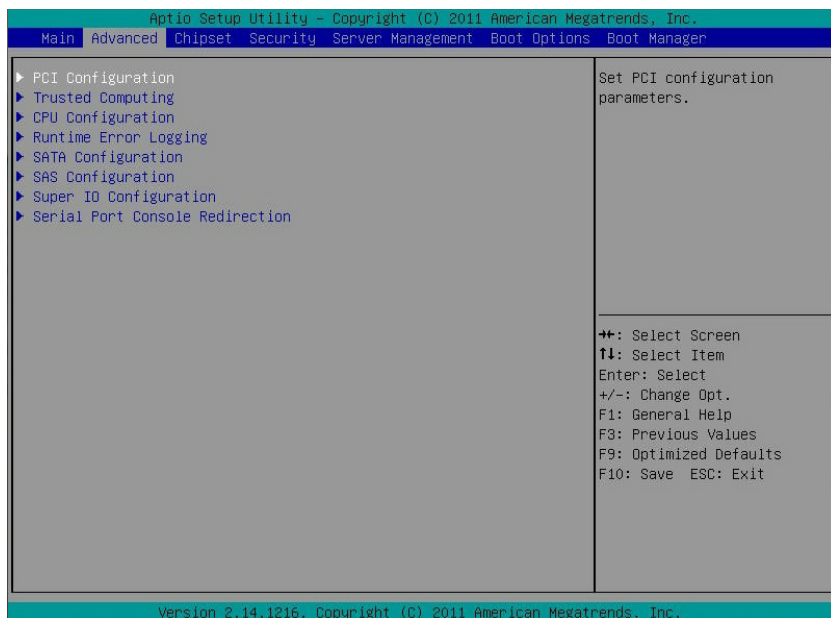 Aptio Setup Utility – Copyright (C) 2011 American Megatrends, Inc.
Main Advanced Chipset Security Server Management Boot Options Boot Manager
PCI Configuration
Trusted Computing
CPU Configuration
Runtime Error Logging
SATA Configuration
SAS Configuration
Super IO Configuration
Serial Port Console Redirection
Set PCI configuration
parameters.
→←: Select Screen
↑↓: Select Item
Enter: Select
+/-: Change Opt.
F1: General Help
F3: Previous Values
F9: Optimized Defaults
F10: Save ESC: Exit
Version 2.14.1216. Copyright (C) 2011 American Megatrends, Inc.